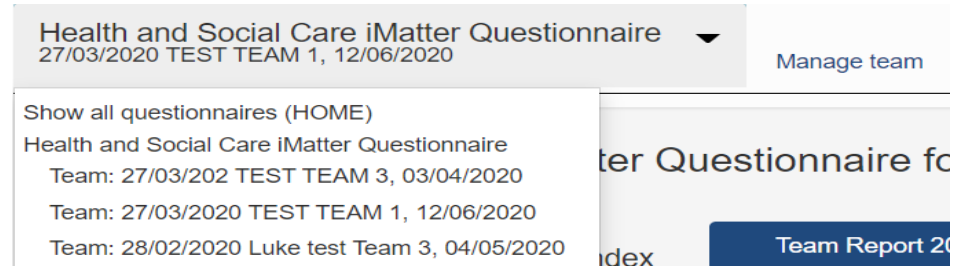 Health and Social Care iMatter Questionnaire
27/03/2020 TEST TEAM 1, 12/06/2020
Manage team
Show all questionnaires (HOME)
Health and Social Care iMatter Questionnaire
Team: 27/03/202 TEST TEAM 3, 03/04/2020
Team: 27/03/2020 TEST TEAM 1, 12/06/2020
Team: 28/02/2020 Luke test Team 3, 04/05/2020
ter Questionnaire fo
ndex
Team Report 20